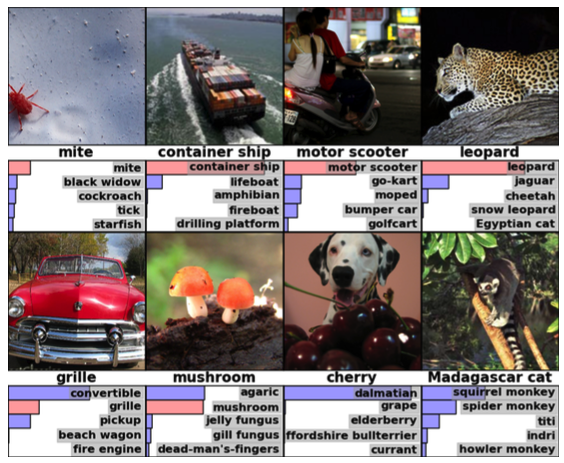 mite
container ship
motor scooter
leopard
mite
black widow
cockroach
tick
starfish
container ship
lifeboat
amphibian
fireboat
drilling platform
motor scooter
go-kart
moped
bumper car
golfcart
leopard
jaguar
cheetah
snow leopard
Egyptian cat
grille
mushroom
cherry
Madagascar cat
convertible
grille
pickup
beach wagon
fire engine
agaric
mushroom
jelly fungus
gill fungus
dead-man's-fingers
dalmatian
grape
elderberry
ffordshire bullterrier
currant
squirrel monkey
spider monkey
titi
indri
howler monkey